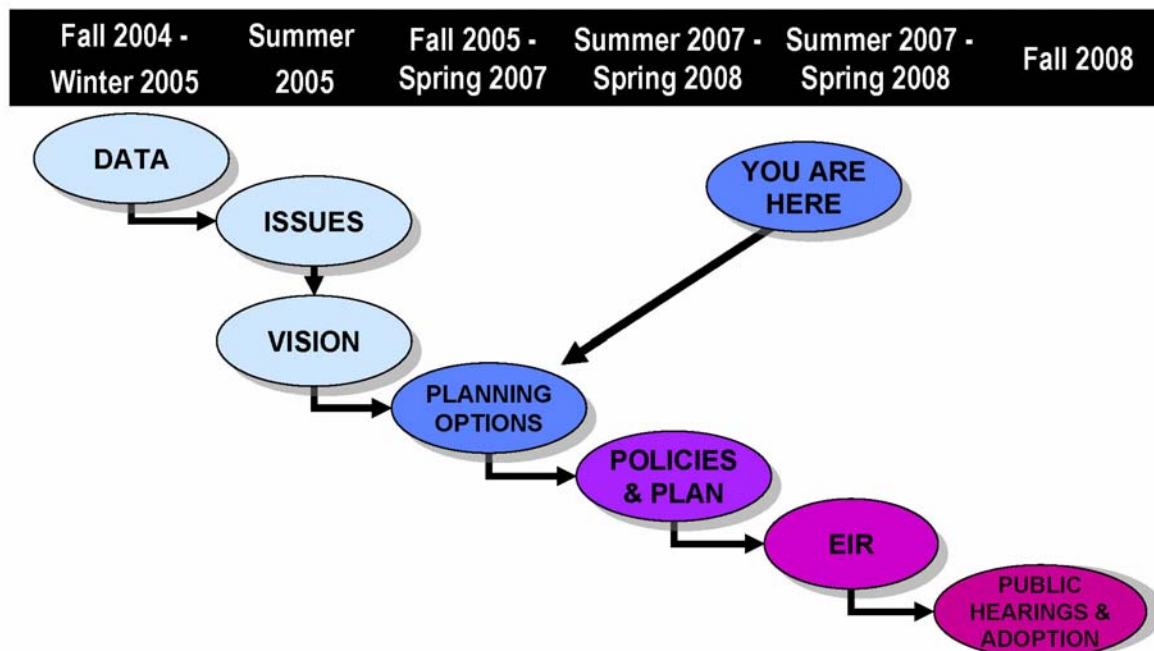 Fall 2004 -
Winter 2005
Summer
2005
Fall 2005 -
Spring 2007
Summer 2007 -
Spring 2008
Summer 2007 -
Spring 2008
Fall 2008
DATA
ISSUES
YOU ARE
HERE
VISION
PLANNING
OPTIONS
POLICIES
& PLAN
EIR
PUBLIC
HEARINGS &
ADOPTION